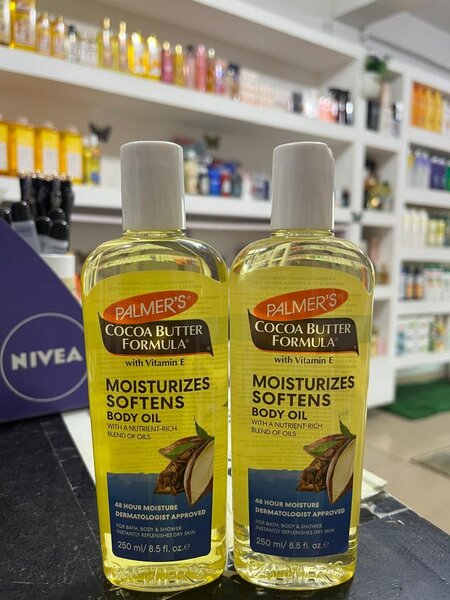 PALMER'S®
COCOA BUTTER
FORMULA®
with Vitamin E
MOISTURIZES
SOFTENS
BODY OIL
WITH A NUTRIENT-RICH
BLEND OF OILS
48 HOUR MOISTURE
DERMATOLOGIST APPROVED
FOR BATH, BODY & SHOWER
INSTANTLY REPLENISHES DRY SKIN
250 ml/ 8.5 fl. oz. e
PALMER'S®
COCOA BUTTER
FORMULA®
with Vitamin E
MOISTURIZES
SOFTENS
BODY OIL
WITH A NUTRIENT-RICH
BLEND OF OILS
48 HOUR MOISTURE
DERMATOLOGIST APPROVED
FOR BATH, BODY & SHOWER
INSTANTLY REPLENISHES DRY SKIN
250 ml/ 8.5 fl. oz. e
NIVEA